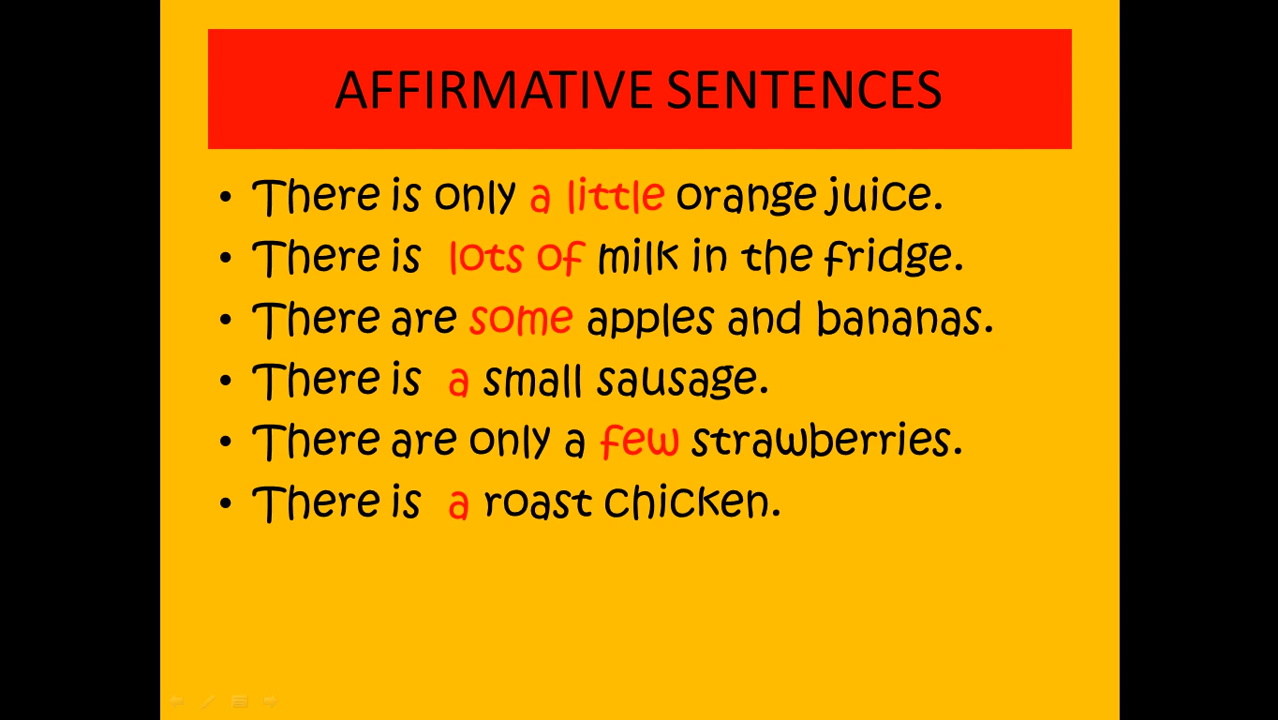 AFFIRMATIVE SENTENCES
• There is only a little orange juice.
• There is lots of milk in the fridge.
• There are some apples and bananas.
• There is a small sausage.
• There are only a few strawberries.
• There is a roast chicken.